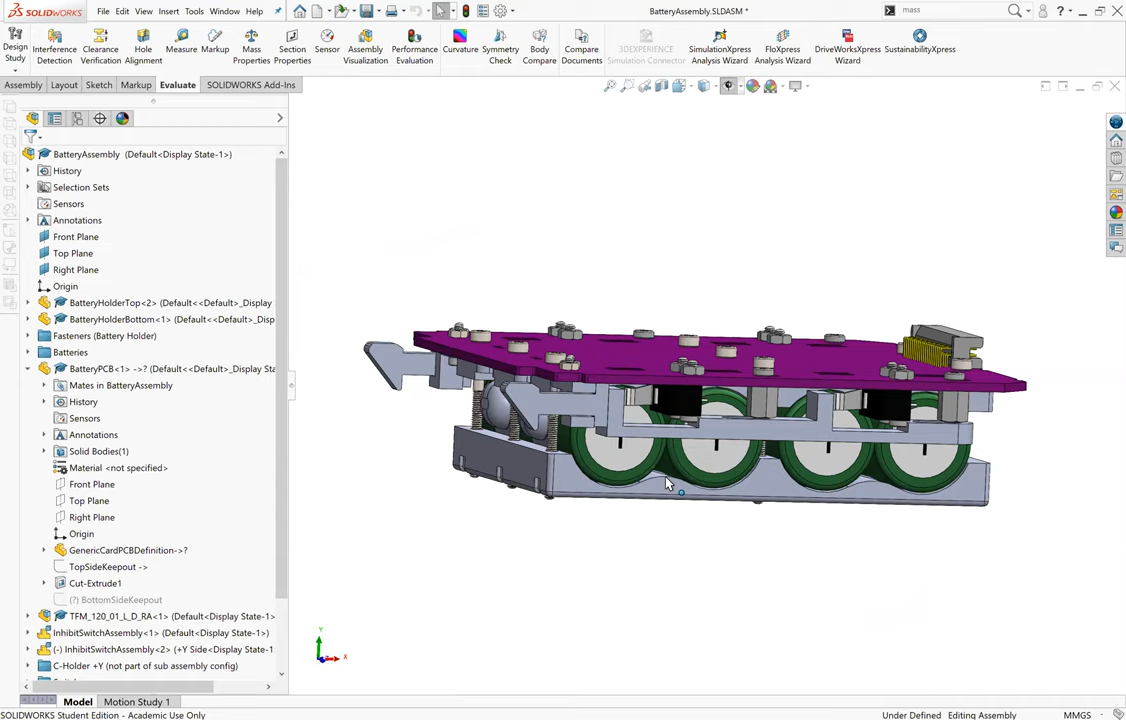 SOLIDWORKS
File Edit View Insert Tools Window Help
BatteryAssembly.SLDASM *
mass
Design Study
Interference Detection
Clearance Verification
Hole Alignment
Measure
Markup
Mass Properties
Section Properties
Sensor
Assembly Visualization
Performance Evaluation
Curvature
Symmetry Check
Body Compare
Compare Documents
3DEXPERIENCE Simulation Connector
SimulationXpress Analysis Wizard
FloXpress Analysis Wizard
DriveWorksXpress Wizard
SustainabilityXpress
Assembly Layout Sketch Markup Evaluate SOLIDWORKS Add-Ins
BatteryAssembly (Default<Display State-1>)
History
Selection Sets
Sensors
Annotations
Front Plane
Top Plane
Right Plane
Origin
BatteryHolderTop<2> (Default<<Default>_Display
BatteryHolderBottom<1> (Default<<Default>_Disp
Fasteners (Battery Holder)
Batteries
BatteryPCB<1> ->? (Default<<Default>_Display Sta
Mates in BatteryAssembly
History
Sensors
Annotations
Solid Bodies(1)
Material <not specified>
Front Plane
Top Plane
Right Plane
Origin
GenericCardPCBDefinition->?
TopSideKeepout ->
Cut-Extrude1
(?) BottomSideKeepout
TFM_120_01_L_D_RA<1> (Default<Display State-1>
InhibitSwitchAssembly<1> (Default<Display State-1>)
(-) InhibitSwitchAssembly<2> (+Y Side<Display State-1
C-Holder +Y (not part of sub assembly config)
Y
X
Model Motion Study 1
SOLIDWORKS Student Edition - Academic Use Only
Under Defined Editing Assembly MMGS